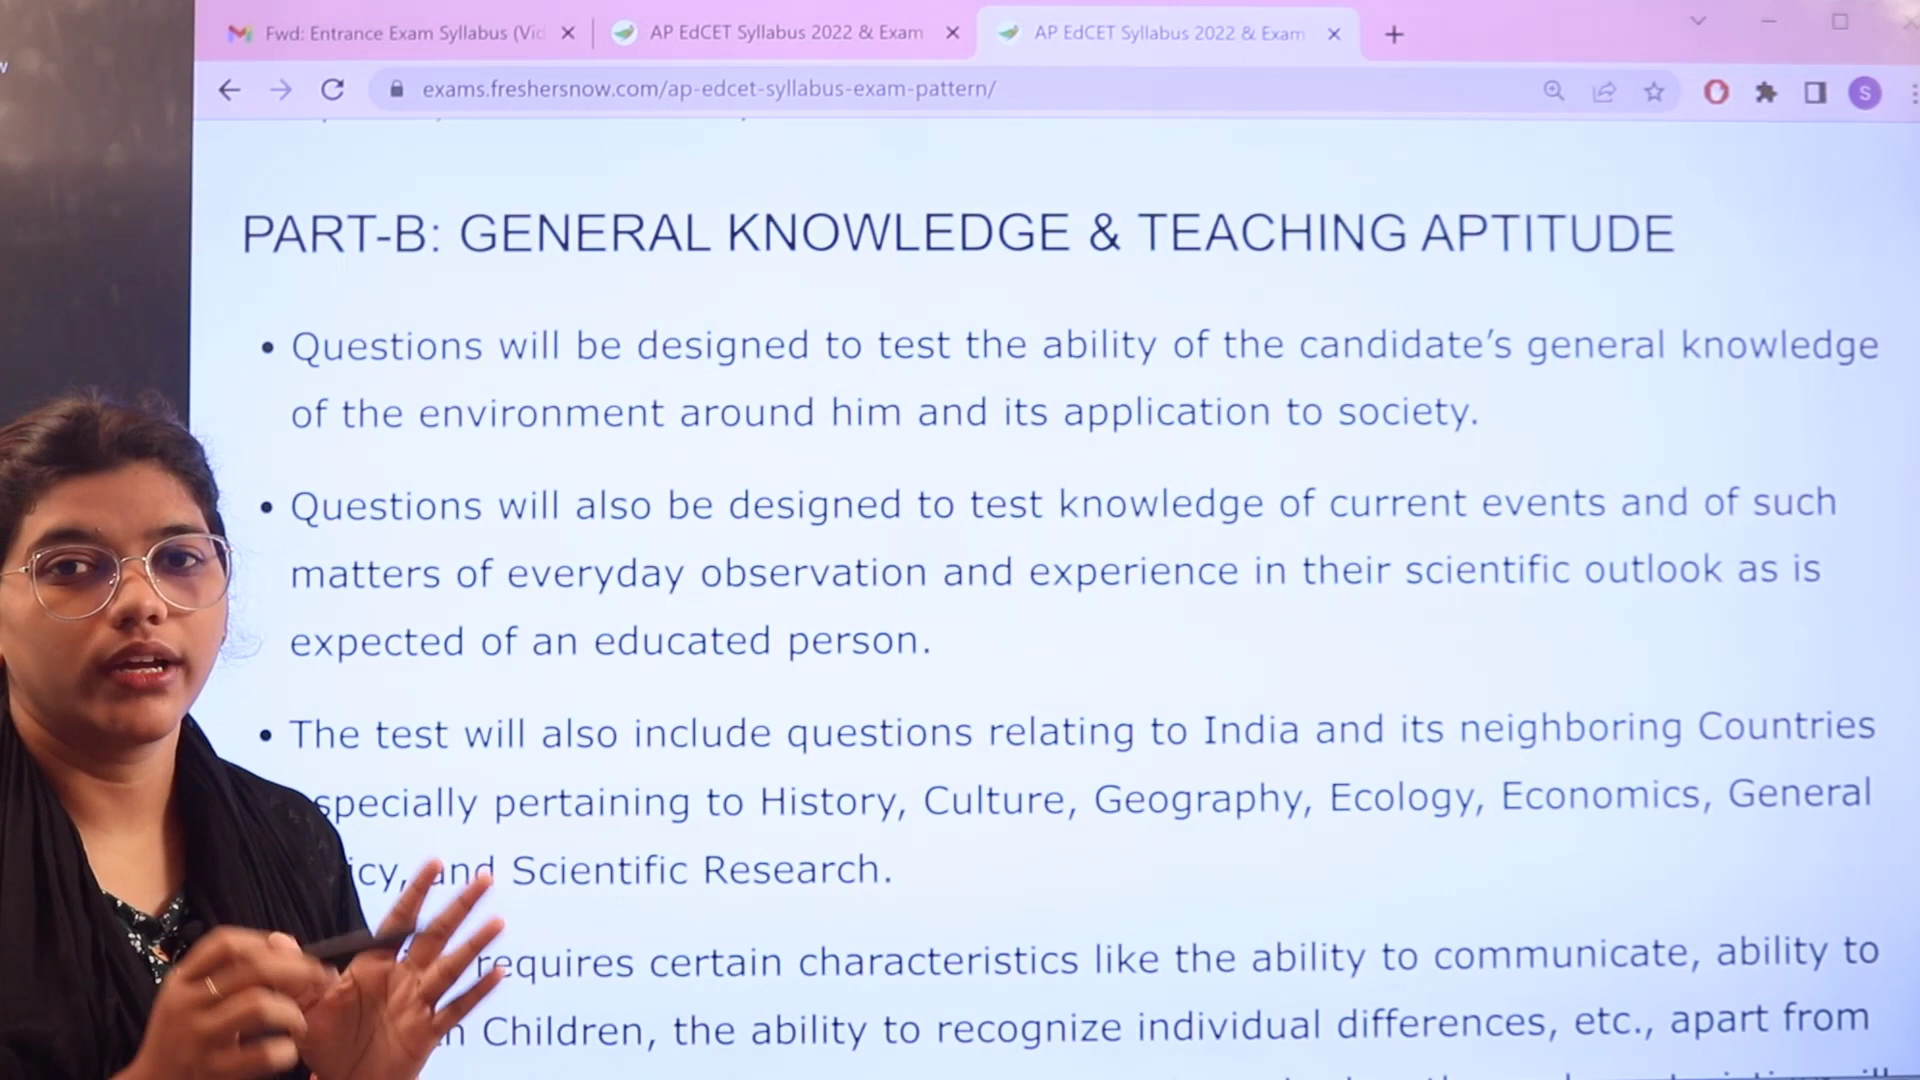 Fwd: Entrance Exam Syllabus (Vic
AP EdCET Syllabus 2022 & Exam
AP EdCET Syllabus 2022 & Exam
exams.freshersnow.com/ap-edcet-syllabus-exam-pattern/
S
PART-B: GENERAL KNOWLEDGE & TEACHING APTITUDE
• Questions will be designed to test the ability of the candidate’s general knowledge
of the environment around him and its application to society.
• Questions will also be designed to test knowledge of current events and of such
matters of everyday observation and experience in their scientific outlook as is
expected of an educated person.
• The test will also include questions relating to India and its neighboring Countries
specially pertaining to History, Culture, Geography, Ecology, Economics, General
icy, and Scientific Research.
requires certain characteristics like the ability to communicate, ability to
Children, the ability to recognize individual differences, etc., apart from